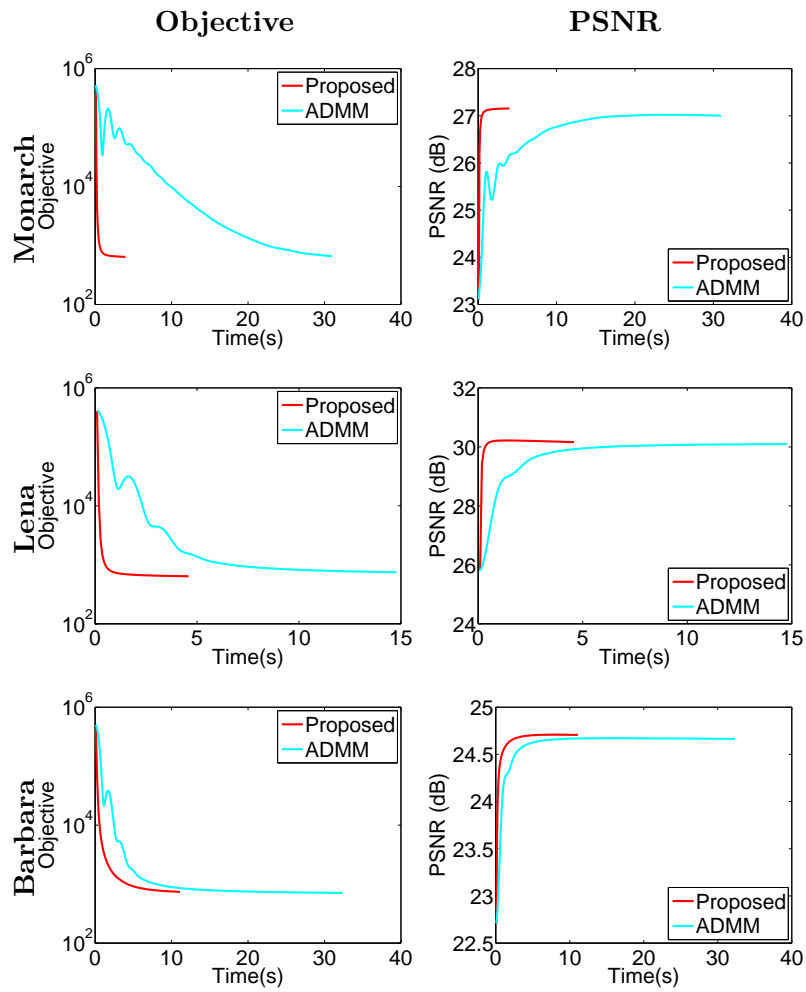 Objective
PSNR
Monarch
Objective
10^6
10^4
10^2
0 10 20 30 40
Time(s)
Proposed
ADMM
PSNR (dB)
28
27
26
25
24
23
0 10 20 30 40
Time(s)
Proposed
ADMM
Lena
Objective
10^6
10^4
10^2
0 5 10 15
Time(s)
Proposed
ADMM
PSNR (dB)
32
30
28
26
24
0 5 10 15
Time(s)
Proposed
ADMM
Barbara
Objective
10^6
10^4
10^2
0 10 20 30 40
Time(s)
Proposed
ADMM
PSNR (dB)
25
24.5
24
23.5
23
22.5
0 10 20 30 40
Time(s)
Proposed
ADMM